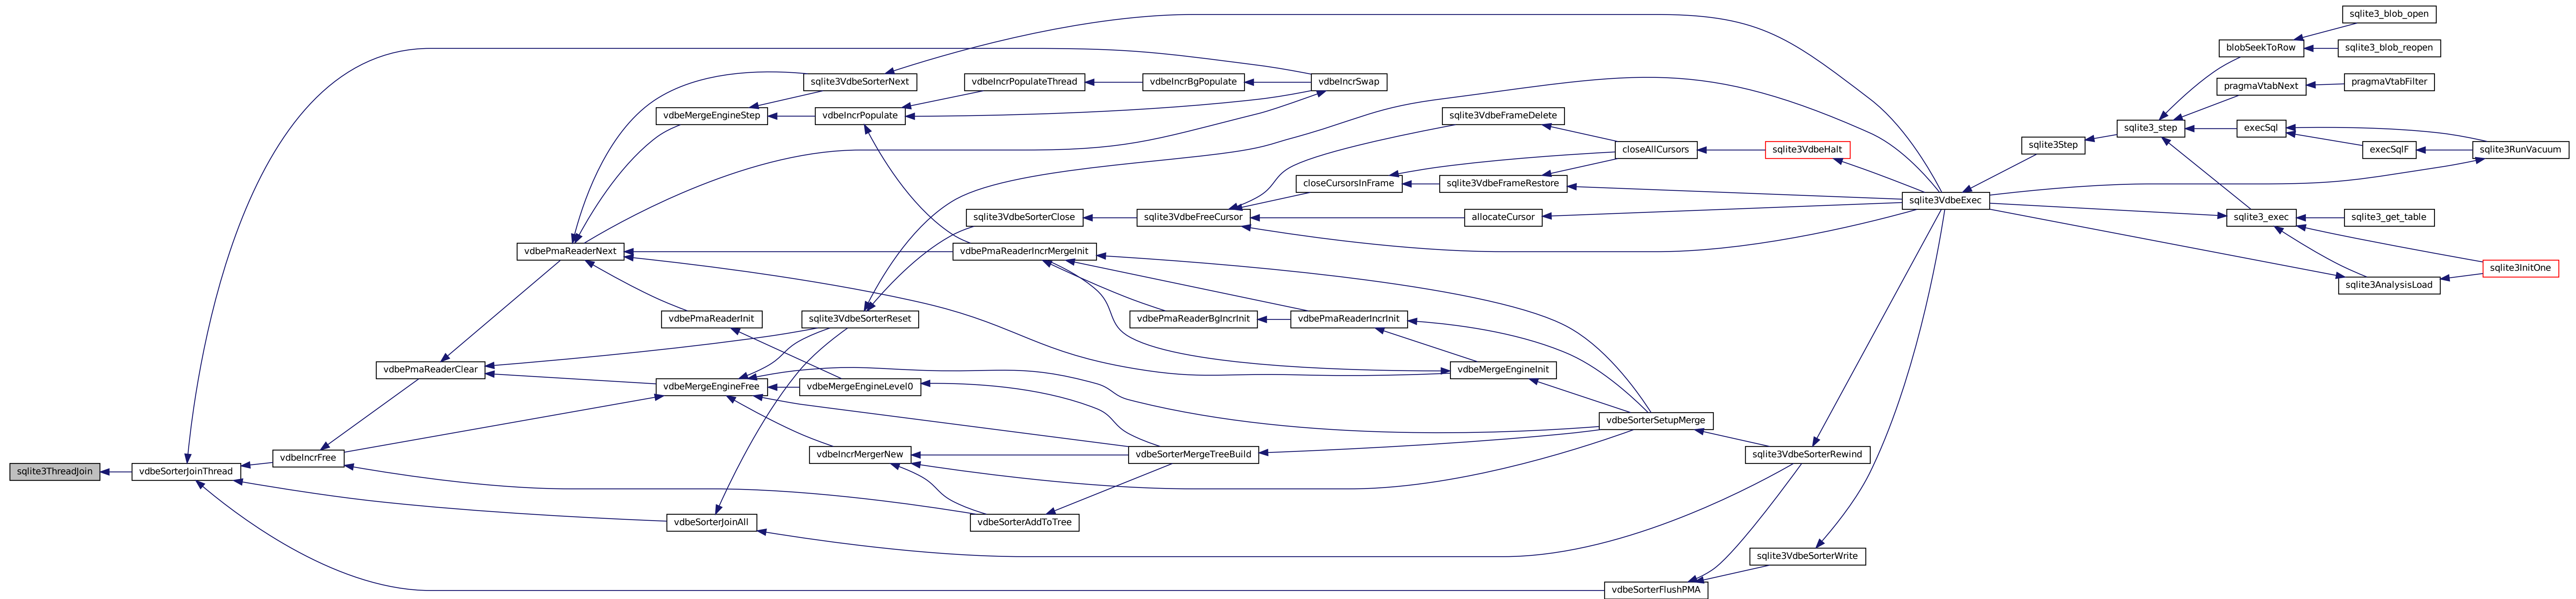 sqlite3_blob_open
blobSeekToRow
sqlite3_blob_reopen
sqlite3VdbeSorterNext
vdbeIncrPopulateThread
vdbeIncrBgPopulate
vdbeIncrSwap
pragmaVtabNext
pragmaVtabFilter
vdbeMergeEngineStep
vdbeIncrPopulate
sqlite3VdbeFrameDelete
sqlite3_step
execSql
sqlite3Step
closeAllCursors
sqlite3VdbeHalt
execSqlF
sqlite3RunVacuum
closeCursorsInFrame
sqlite3VdbeFrameRestore
sqlite3VdbeExec
sqlite3VdbeSorterClose
sqlite3VdbeFreeCursor
allocateCursor
sqlite3_exec
sqlite3_get_table
vdbePmaReaderNext
vdbePmaReaderIncrMergeInit
sqlite3InitOne
sqlite3AnalysisLoad
vdbePmaReaderInit
sqlite3VdbeSorterReset
vdbePmaReaderBgIncrInit
vdbePmaReaderIncrInit
vdbePmaReaderClear
vdbeMergeEngineInit
vdbeMergeEngineFree
vdbeMergeEngineLevel0
vdbeSorterSetupMerge
vdbeIncrFree
vdbeIncrMergerNew
vdbeSorterMergeTreeBuild
sqlite3VdbeSorterRewind
sqlite3ThreadJoin
vdbeSorterJoinThread
vdbeSorterJoinAll
vdbeSorterAddToTree
sqlite3VdbeSorterWrite
vdbeSorterFlushPMA